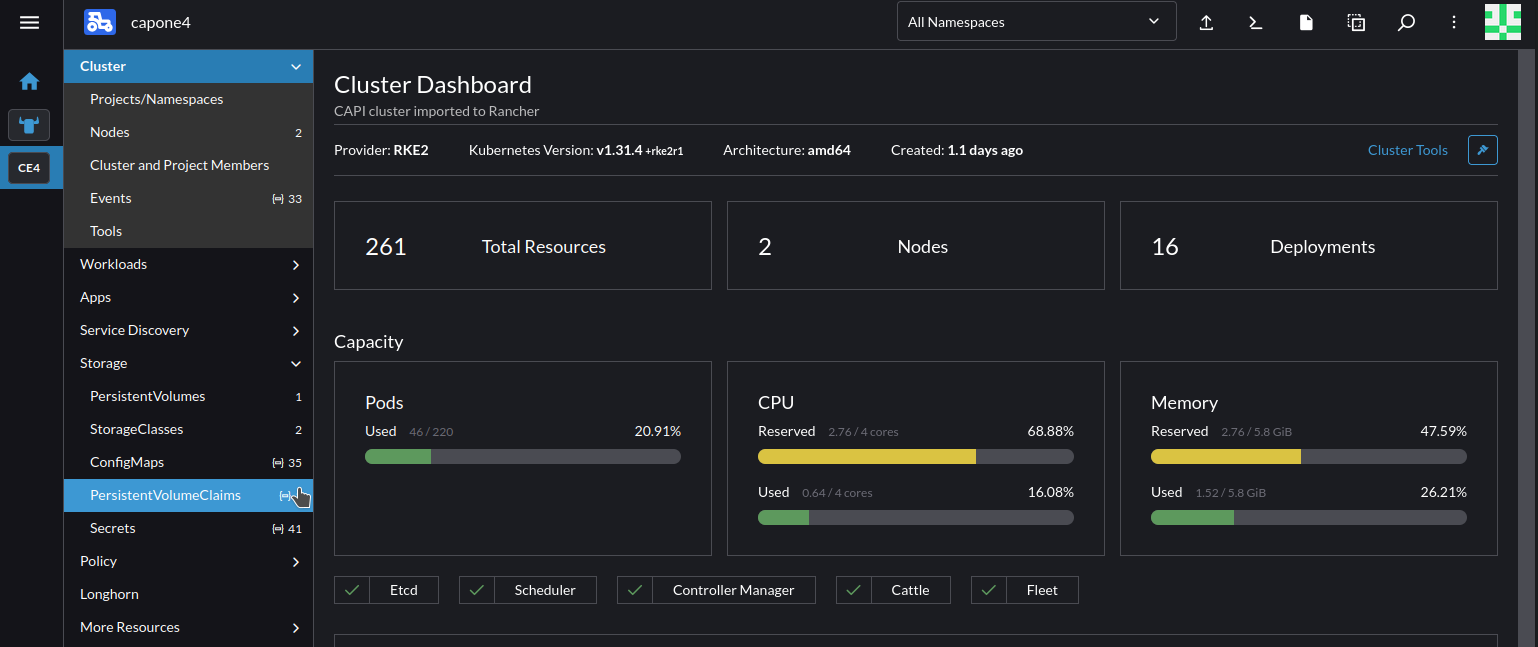 capone4
All Namespaces
CE4
Cluster
Projects/Namespaces
Nodes 2
Cluster and Project Members
Events 33
Tools
Workloads
Apps
Service Discovery
Storage
PersistentVolumes 1
StorageClasses 2
ConfigMaps 35
PersistentVolumeClaims
Secrets 41
Policy
Longhorn
More Resources
Cluster Dashboard
CAPI cluster imported to Rancher
Provider: RKE2 Kubernetes Version: v1.31.4 +rke2r1 Architecture: amd64 Created: 1.1 days ago Cluster Tools
261 Total Resources
2 Nodes
16 Deployments
Capacity
Pods
Used 46 / 220 20.91%
CPU
Reserved 2.76 / 4 cores 68.88%
Used 0.64 / 4 cores 16.08%
Memory
Reserved 2.76 / 5.8 GiB 47.59%
Used 1.52 / 5.8 GiB 26.21%
Etcd
Scheduler
Controller Manager
Cattle
Fleet